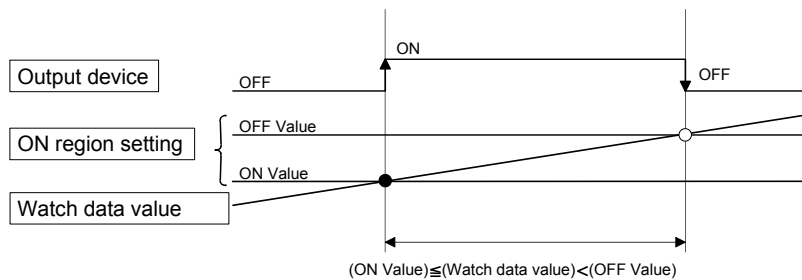 ON
Output device
OFF
OFF
ON region setting
OFF Value
ON Value
Watch data value
(ON Value)≦(Watch data value)<(OFF Value)